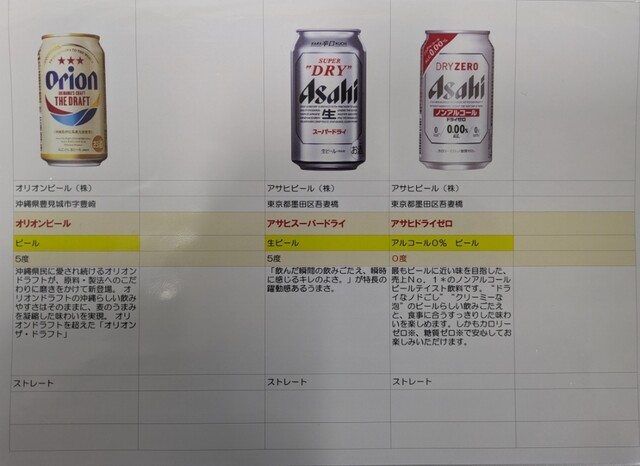 Orion
THE DRAFT
SUPER
"DRY"
Asahi
生
スーパードライ
生ビール
お酒
0.00%
DRY ZERO
Asahi
ノンアルコール
ドライゼロ
0.00%
オリオンビール（株）
アサヒビール（株）
アサヒビール（株）
沖縄県豊見城市字豊崎
東京都墨田区吾妻橋
東京都墨田区吾妻橋
オリオンビール
アサヒスーパードライ
アサヒドライゼロ
ビール
生ビール
アルコール0%　ビール
5度
5度
0度
沖縄県民に愛され続けるオリオン
ドラフトが、原料・製法へのこだ
わりに磨きをかけて新登場。 オ
リオンドラフトの沖縄らしい飲み
やすさはそのままに、麦のうまみ
を凝縮した味わいを実現。 オリ
オンドラフトを超えた「オリオン
ザ・ドラフト」
「飲んだ瞬間の飲みごたえ、瞬時
に感じるキレのよさ。」が特長の
躍動感あるうまさ。
最もビールに近い味を目指した、
売上No．1＊のノンアルコール
ビールテイスト飲料です。"ドラ
イなノドごし" "クリーミーな
泡"のビールらしい飲みごたえ
と、食事に合うすっきりした味わ
いを楽しめます。しかもカロリー
ゼロ※、糖質ゼロ※で安心してお
楽しみいただけます。
ストレート
ストレート
ストレート